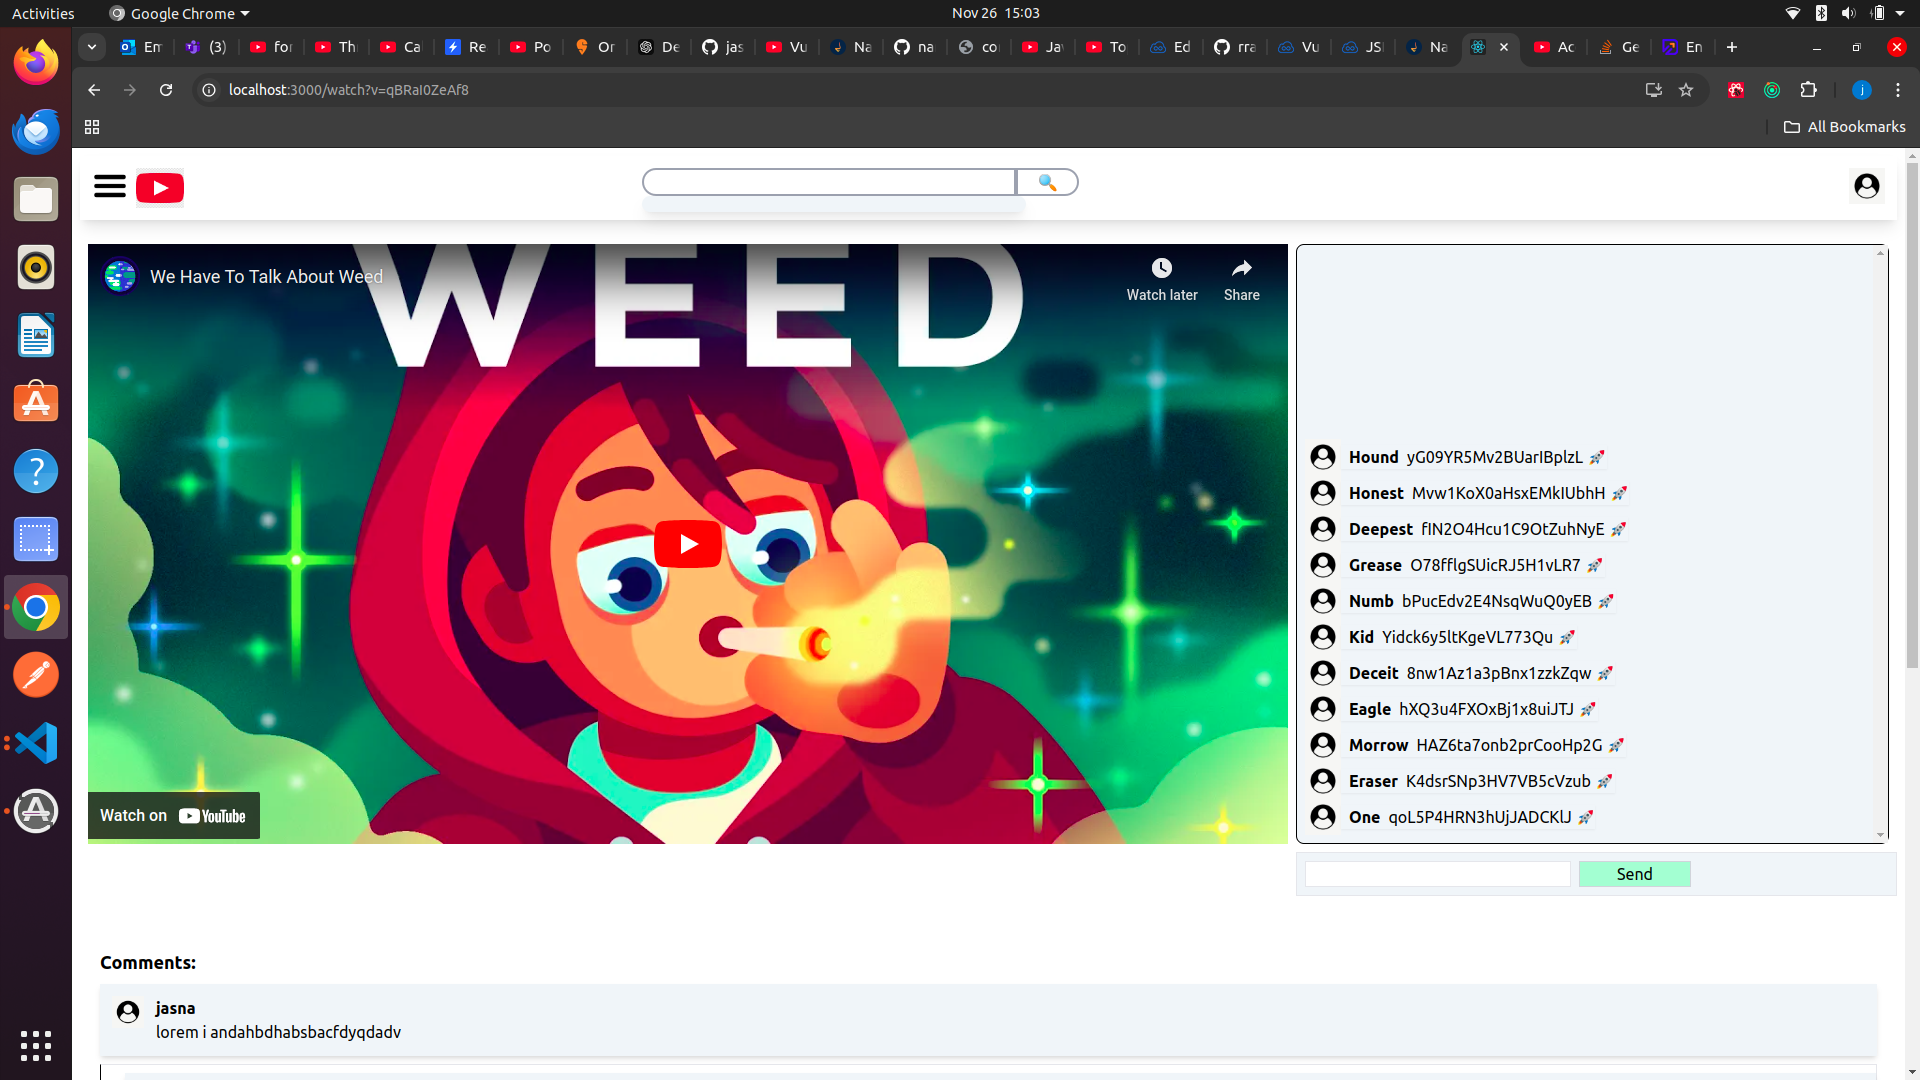 Activities
Google Chrome
Nov 26 15:03
Em
(3)
for
Th
Ca
Re
Po
Or
De
jas
Vu
Na
na
co
Ja
To
Ed
rra
Vu
JS
Na
Ac
Ge
En
localhost:3000/watch?v=qBRaI0ZeAf8
j
All Bookmarks
WEED
We Have To Talk About Weed
Watch later
Share
Watch on YouTube
Hound yG09YR5Mv2BUarIBplzL 🚀
Honest Mvw1KoX0aHsxEMkIUbhH 🚀
Deepest fIN2O4Hcu1C9OtZuhNyE 🚀
Grease O78fflgSUicRJ5H1vLR7 🚀
Numb bPucEdv2E4NsqWuQ0yEB 🚀
Kid Yidck6y5ltKgeVL773Qu 🚀
Deceit 8nw1Az1a3pBnx1zzkZqw 🚀
Eagle hXQ3u4FXOxBj1x8uiJTJ 🚀
Morrow HAZ6ta7onb2prCooHp2G 🚀
Eraser K4dsrSNp3HV7VB5cVzub 🚀
One qoL5P4HRN3hUjJADCKlJ 🚀
Send
Comments:
jasna
lorem i andahbdhabsbacfdyqdadv